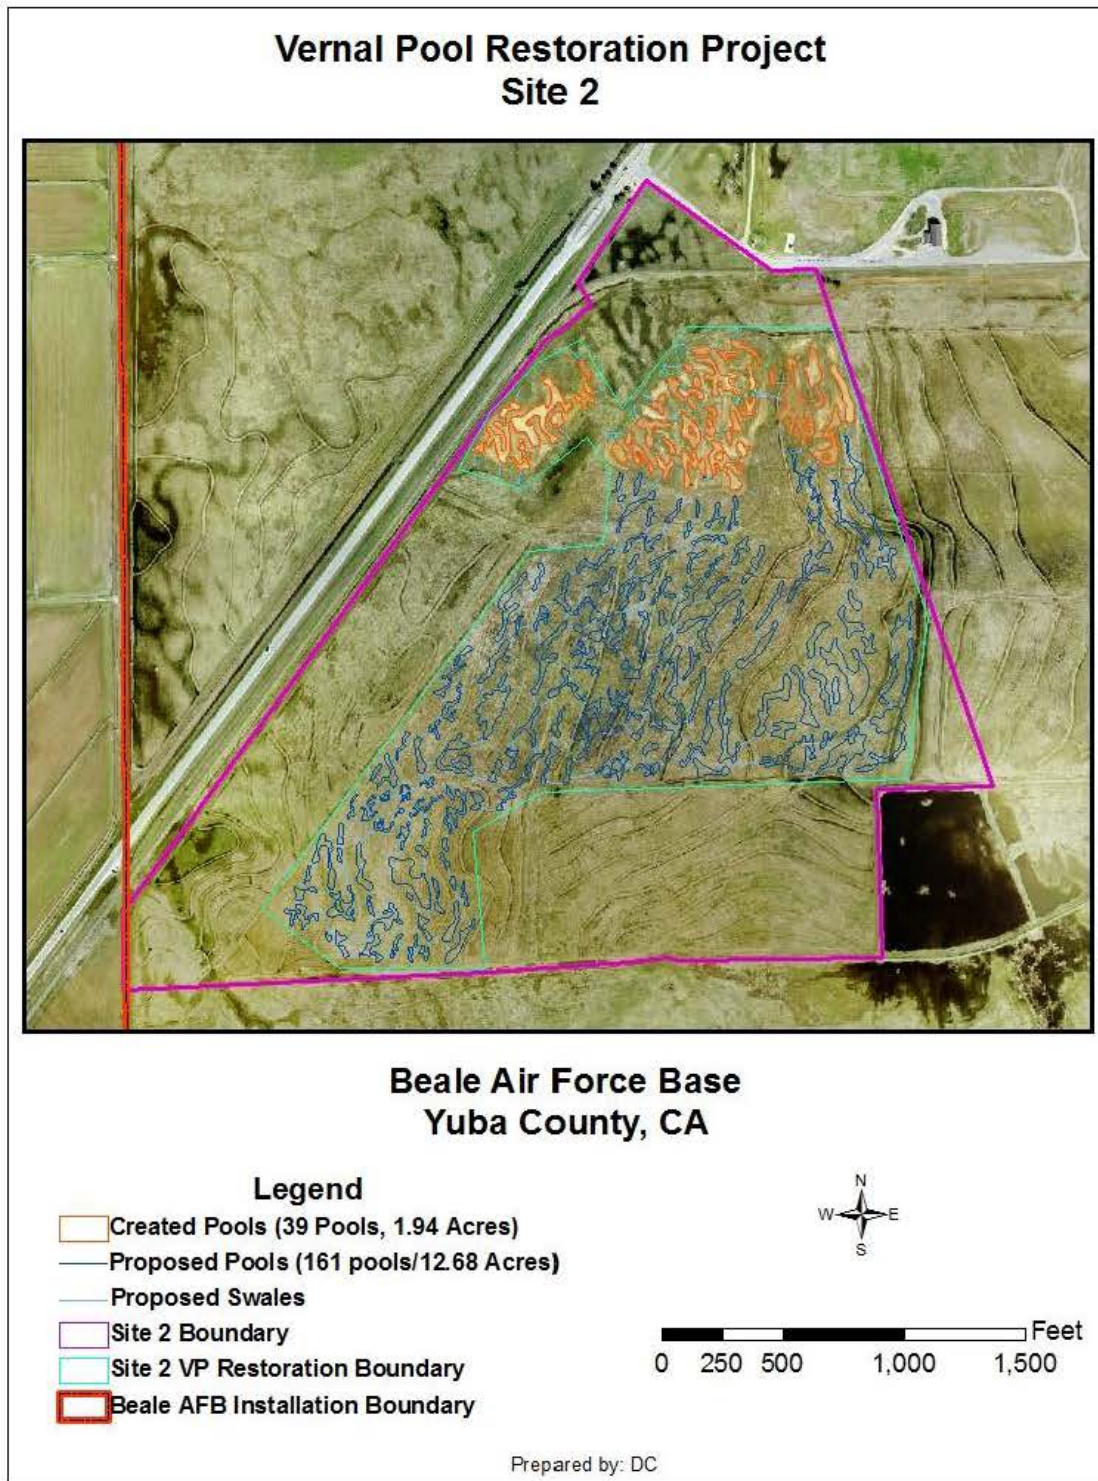 Vernal Pool Restoration Project
Site 2
Beale Air Force Base
Yuba County, CA
Legend
Created Pools (39 Pools, 1.94 Acres)
Proposed Pools (161 pools/12.68 Acres)
Proposed Swales
Site 2 Boundary
Site 2 VP Restoration Boundary
Beale AFB Installation Boundary
N
W E
S
Feet
0 250 500 1,000 1,500
Prepared by: DC